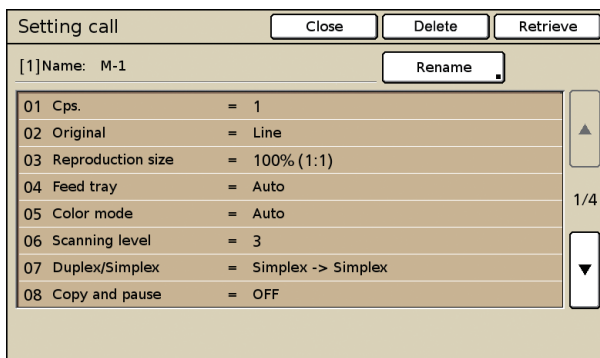 Setting call Close Delete Retrieve
[1]Name: M-1 Rename
01 Cps. = 1
02 Original = Line
03 Reproduction size = 100% (1:1)
04 Feed tray = Auto
05 Color mode = Auto
06 Scanning level = 3
07 Duplex/Simplex = Simplex -> Simplex
08 Copy and pause = OFF
1/4